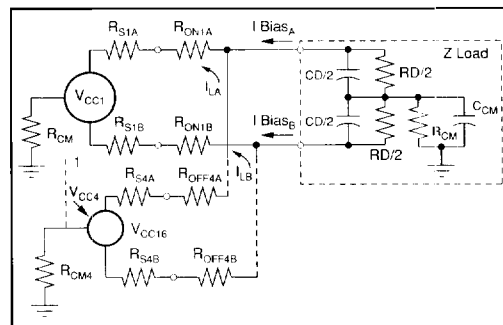 R_S1A R_ON1A I Bias_A
Z Load
CD/2 RD/2
I_LA
V_CC1
CD/2 I Bias_B C_CM
R_CM R_S1B R_ON1B R_CM
RD/2
I_LB
1
R_S4A R_OFF4A
V_CC4
V_CC16
R_CM4 R_S4B R_OFF4B